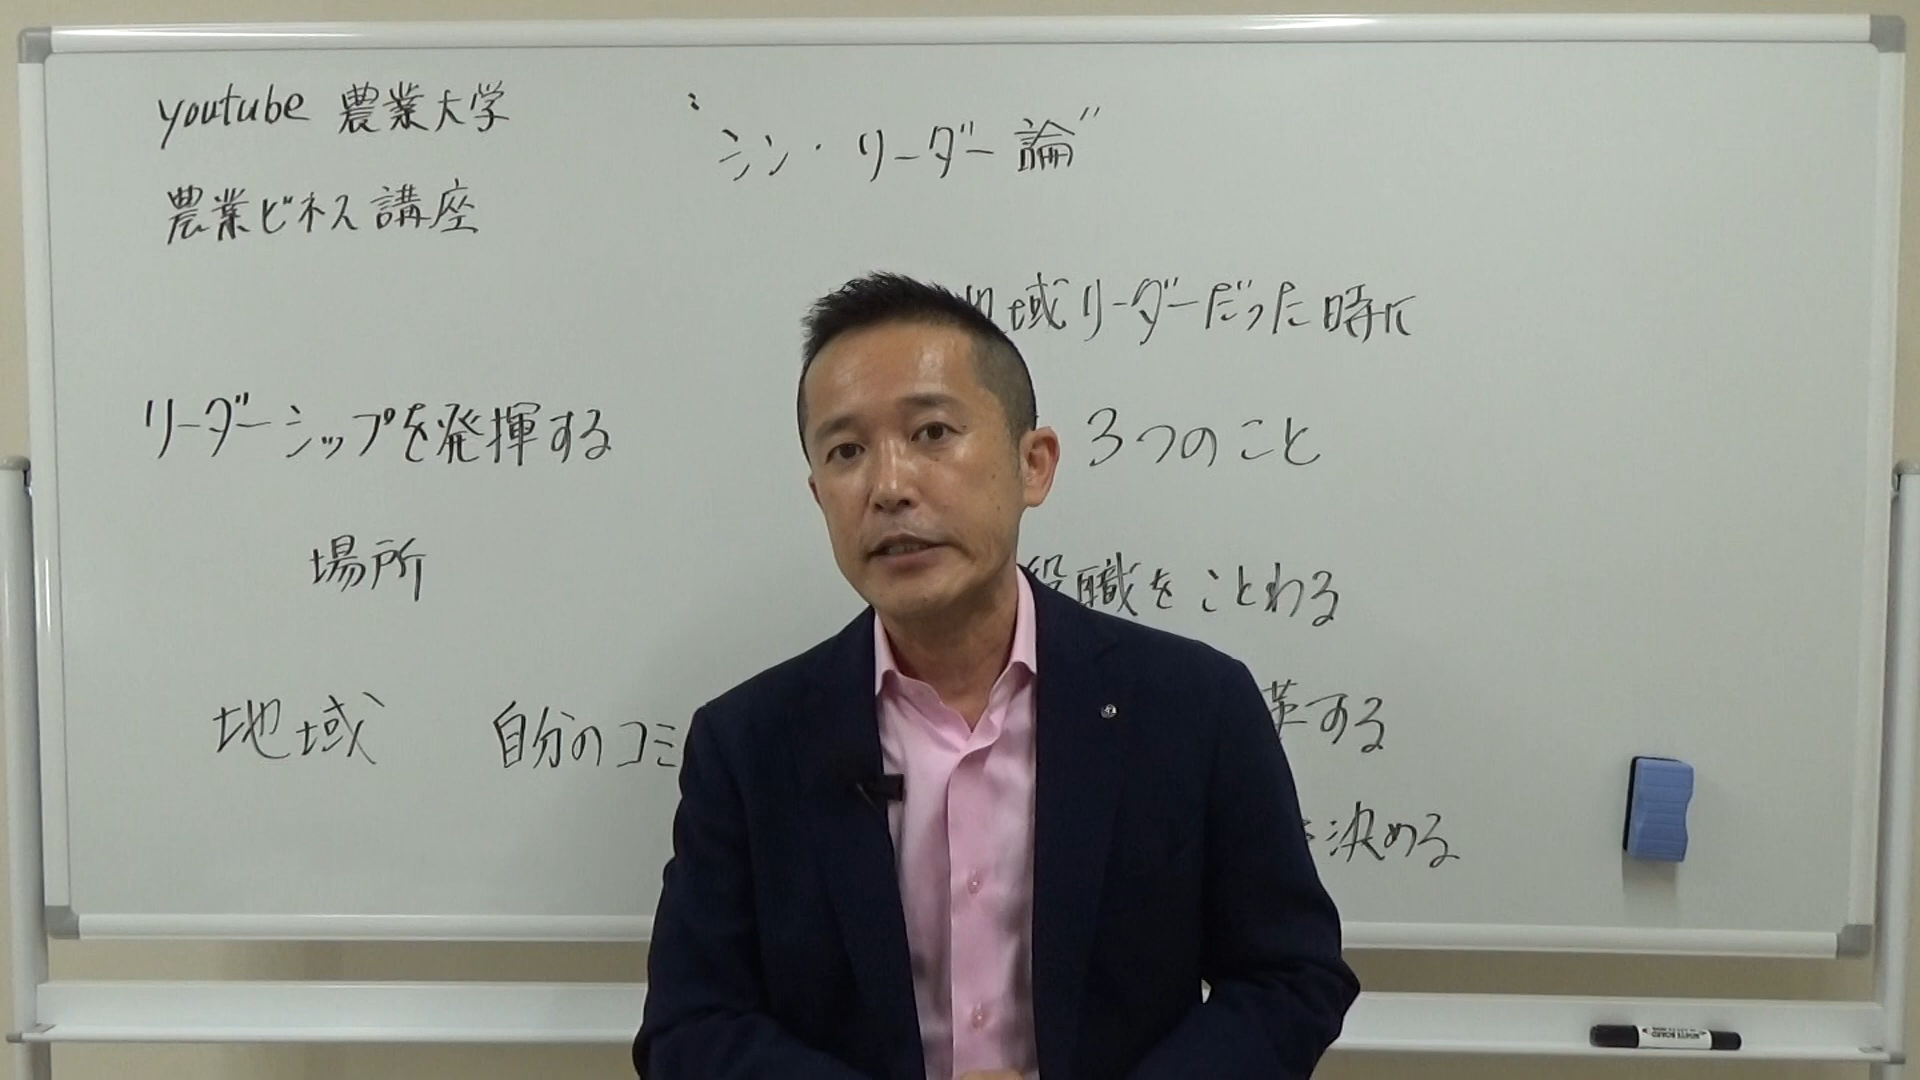 youtube 農業大学
農業ビネス講座
"シン・リーダー論"
リーダーシップを発揮する
場所
地域 自分のコミ
域リーダーだった時に
3つのこと
役職をことわる
革する
決める
WHITE BOARD